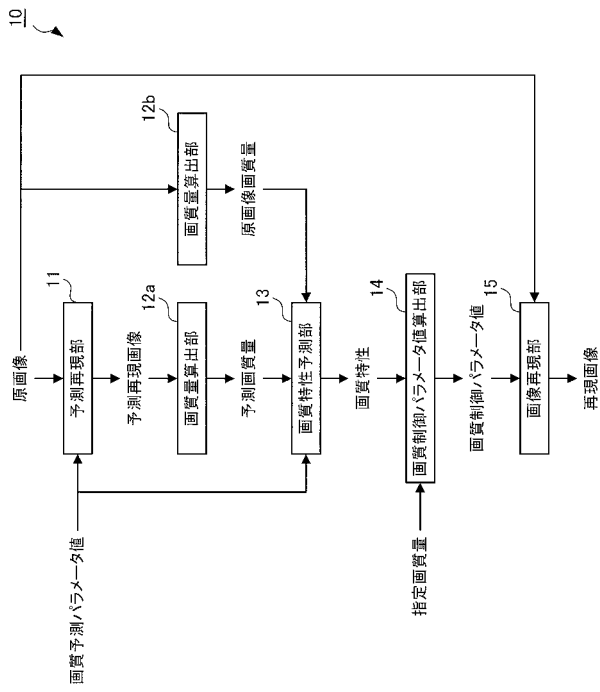 10
原画像
11
予測再現部
予測再現画像
12a
画質量算出部
予測画質量
12b
画質量算出部
原画像画質量
画質予測パラメータ値
13
画質特性予測部
画質特性
指定画質量
14
画質制御パラメータ値算出部
画質制御パラメータ値
15
画像再現部
再現画像